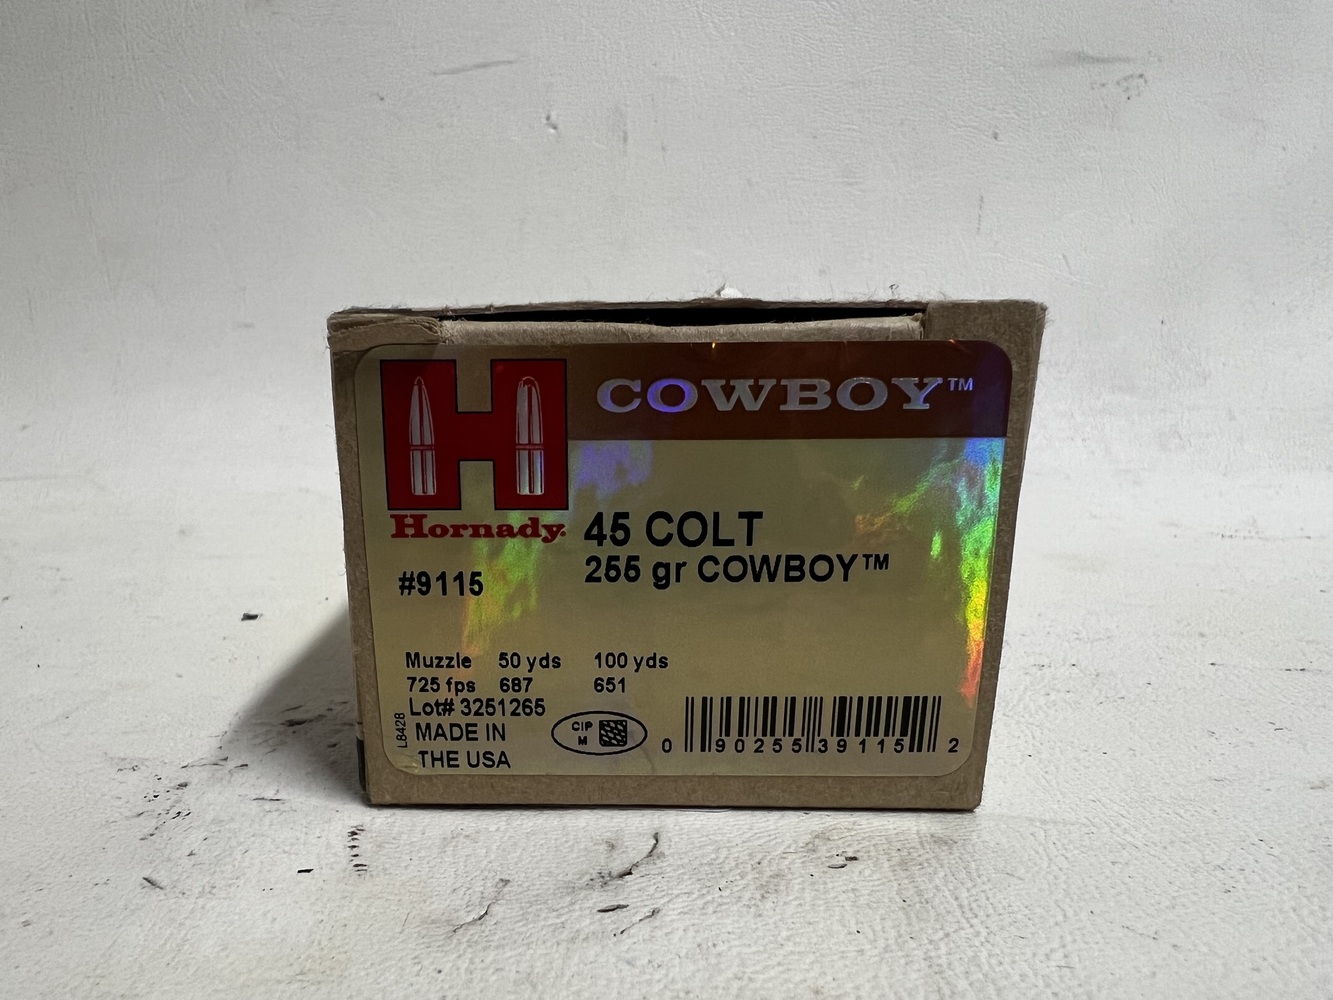 COWBOY™
Hornady®
45 COLT
255 gr COWBOY™
#9115
Muzzle 50 yds 100 yds
725 fps 687 651
Lot# 3251265
MADE IN
THE USA
L8428
CIP
M
0 90255 39115 2